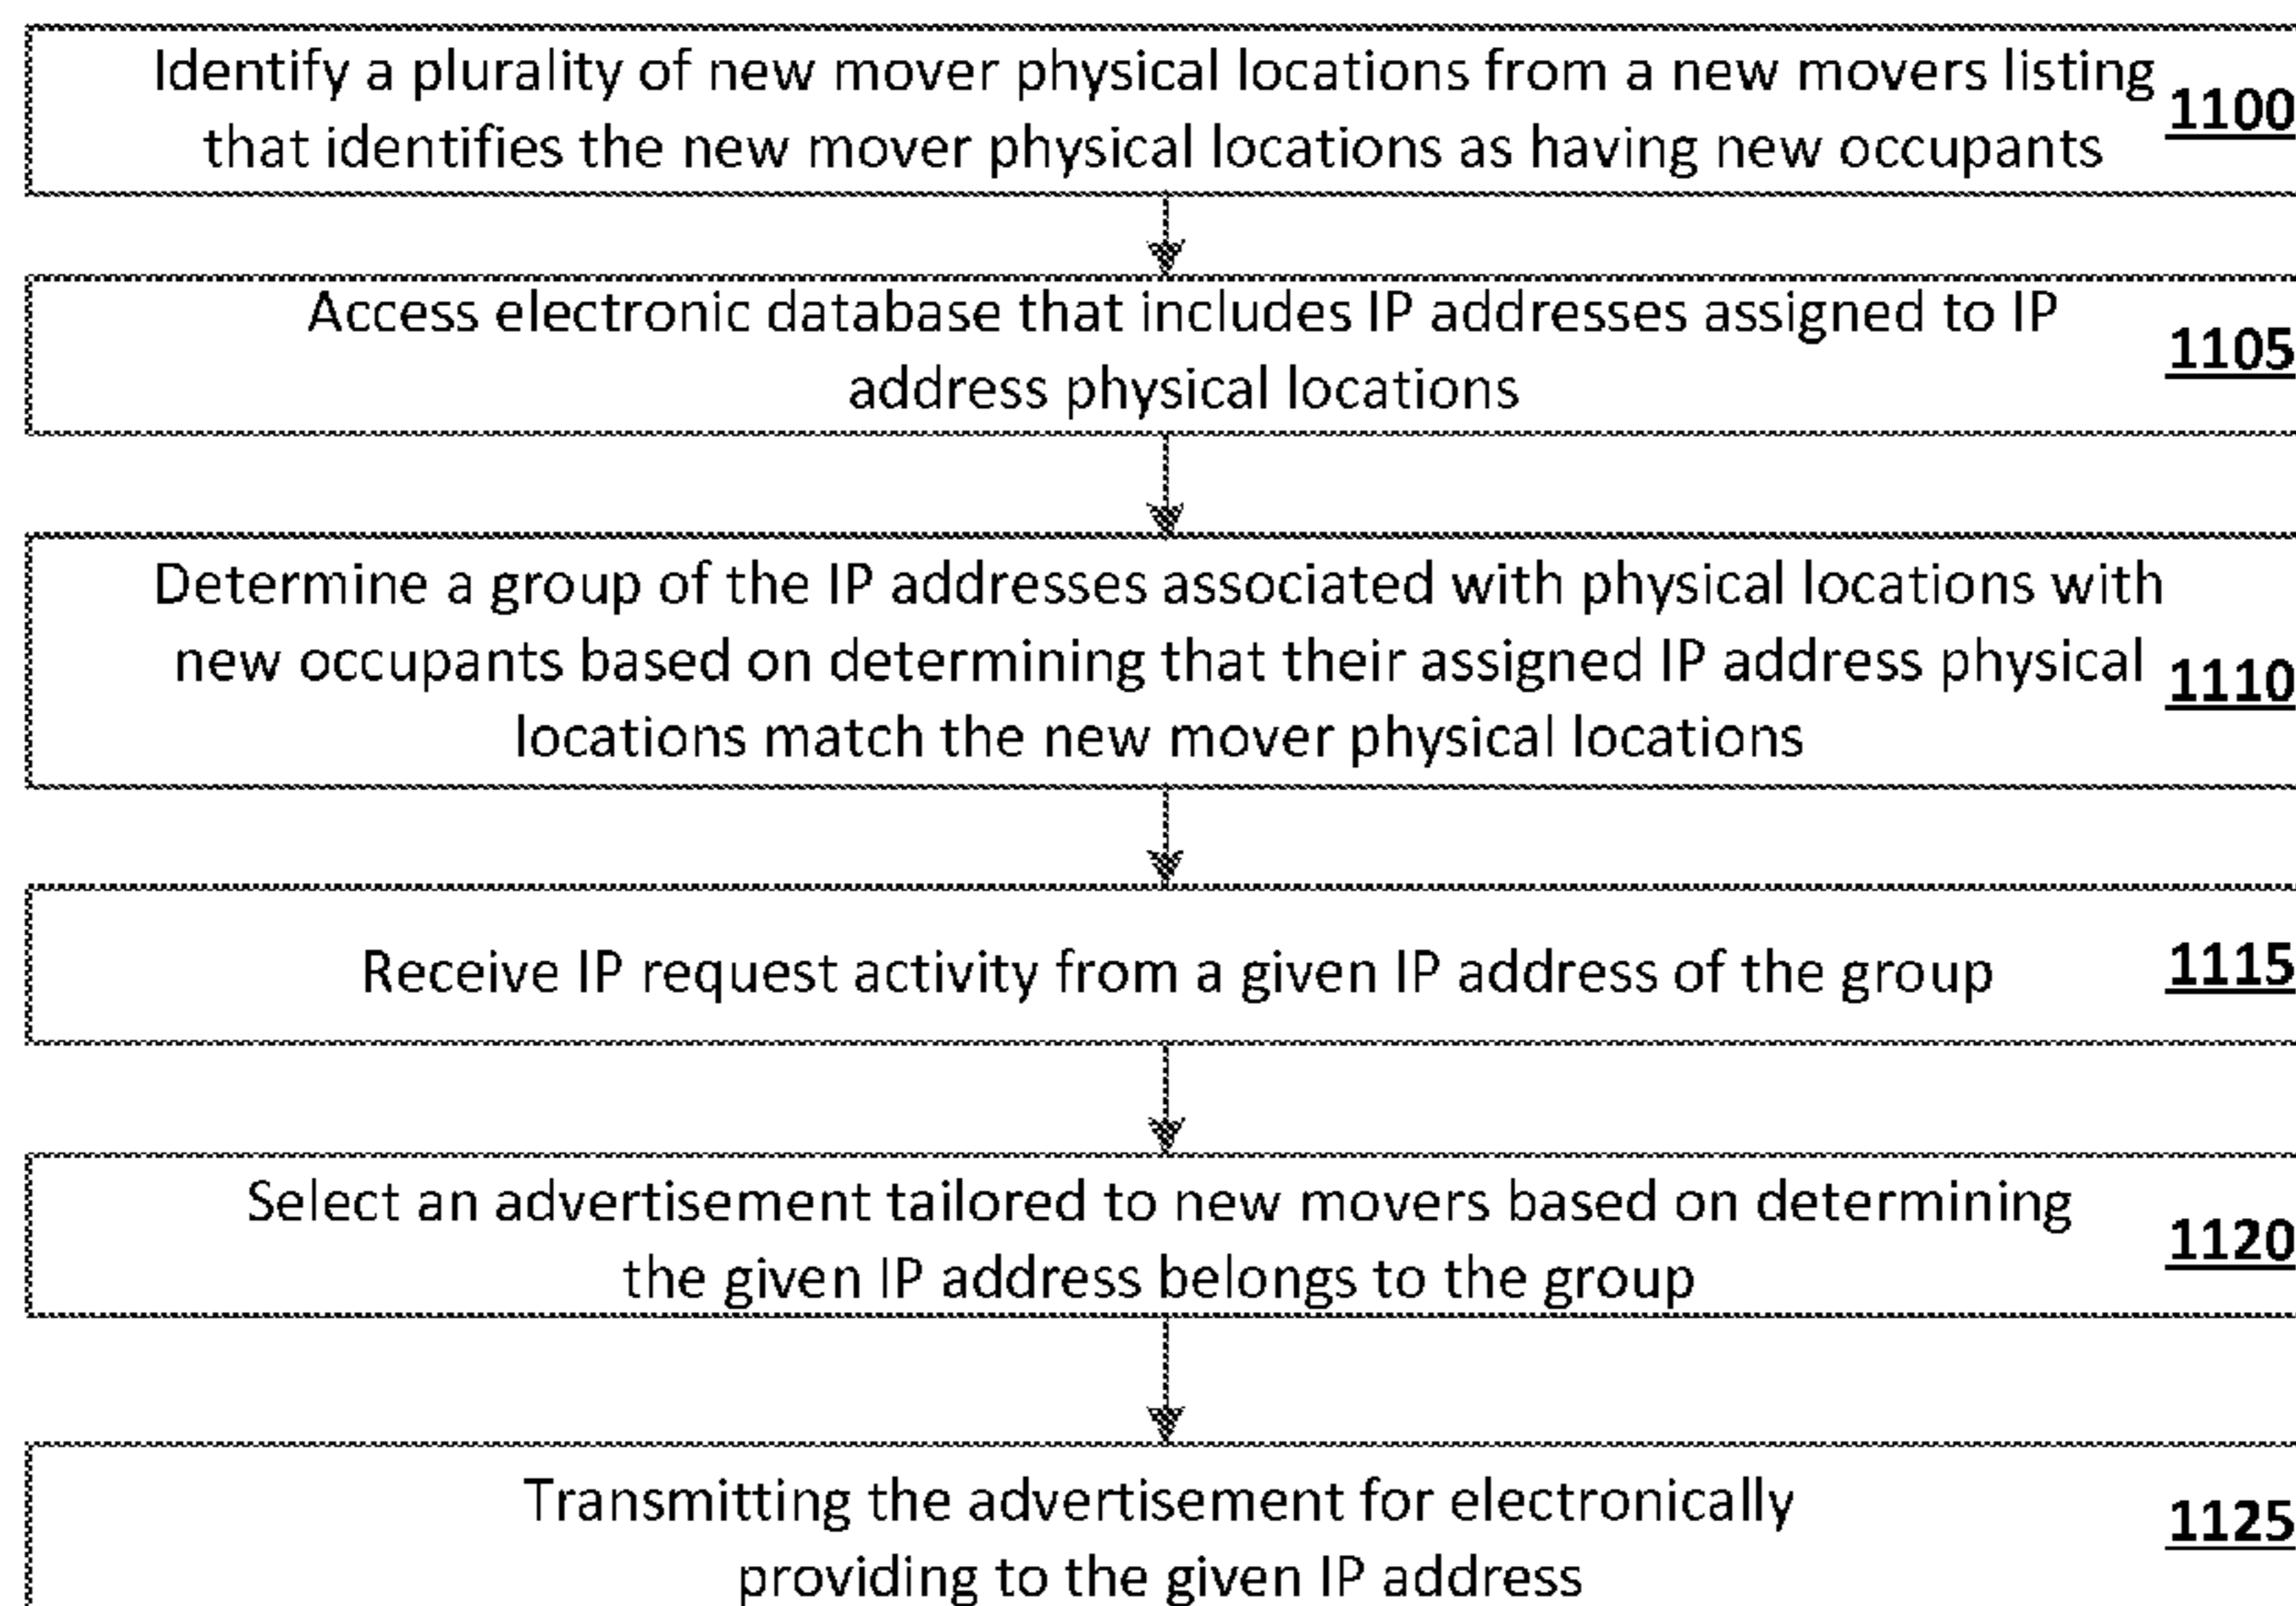 Identify a plurality of new mover physical locations from a new movers listing
that identifies the new mover physical locations as having new occupants
1100
Access electronic database that includes IP addresses assigned to IP
address physical locations
1105
Determine a group of the IP addresses associated with physical locations with
new occupants based on determining that their assigned IP address physical
locations match the new mover physical locations
1110
Receive IP request activity from a given IP address of the group
1115
Select an advertisement tailored to new movers based on determining
the given IP address belongs to the group
1120
Transmitting the advertisement for electronically
providing to the given IP address
1125